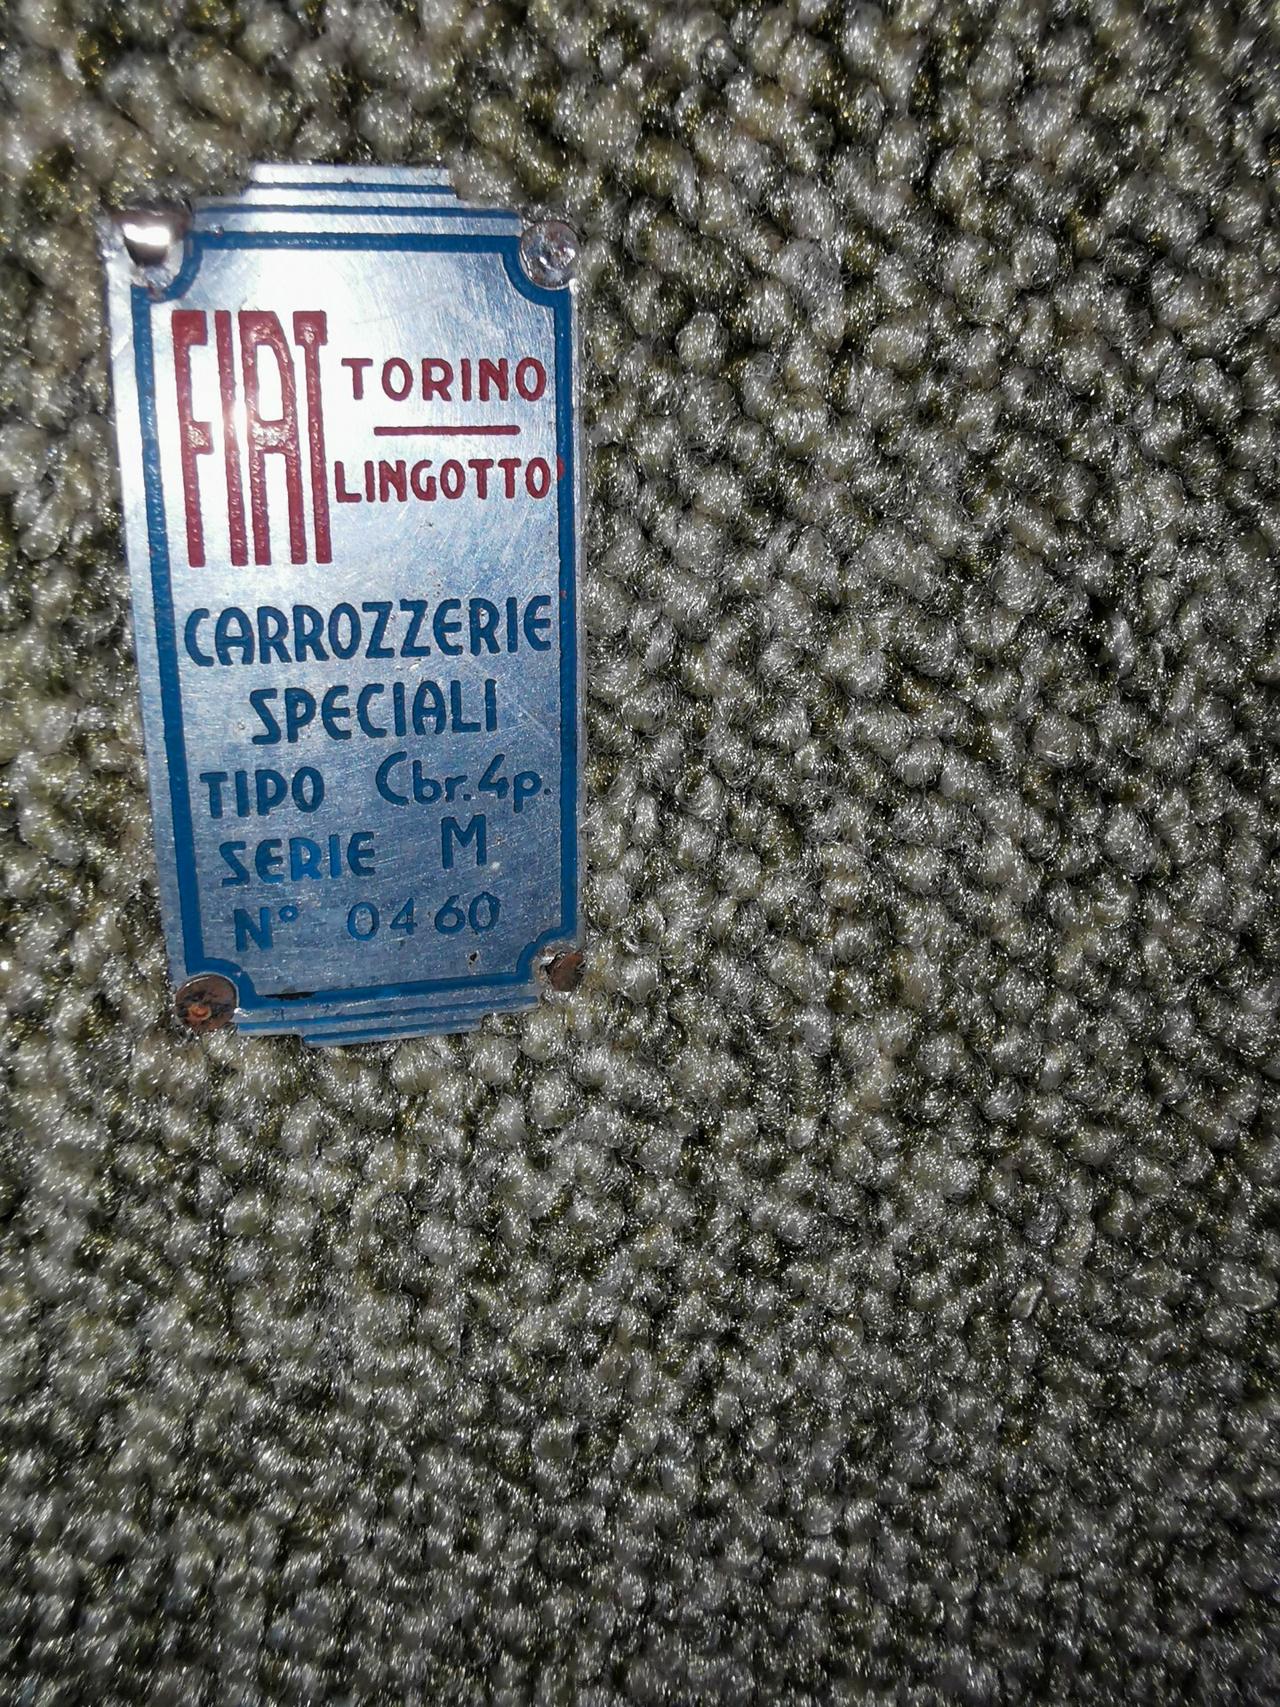 FIAT TORINO
LINGOTTO
CARROZZERIE
SPECIALI
TIPO Cbr.4p.
SERIE M
N° 0460